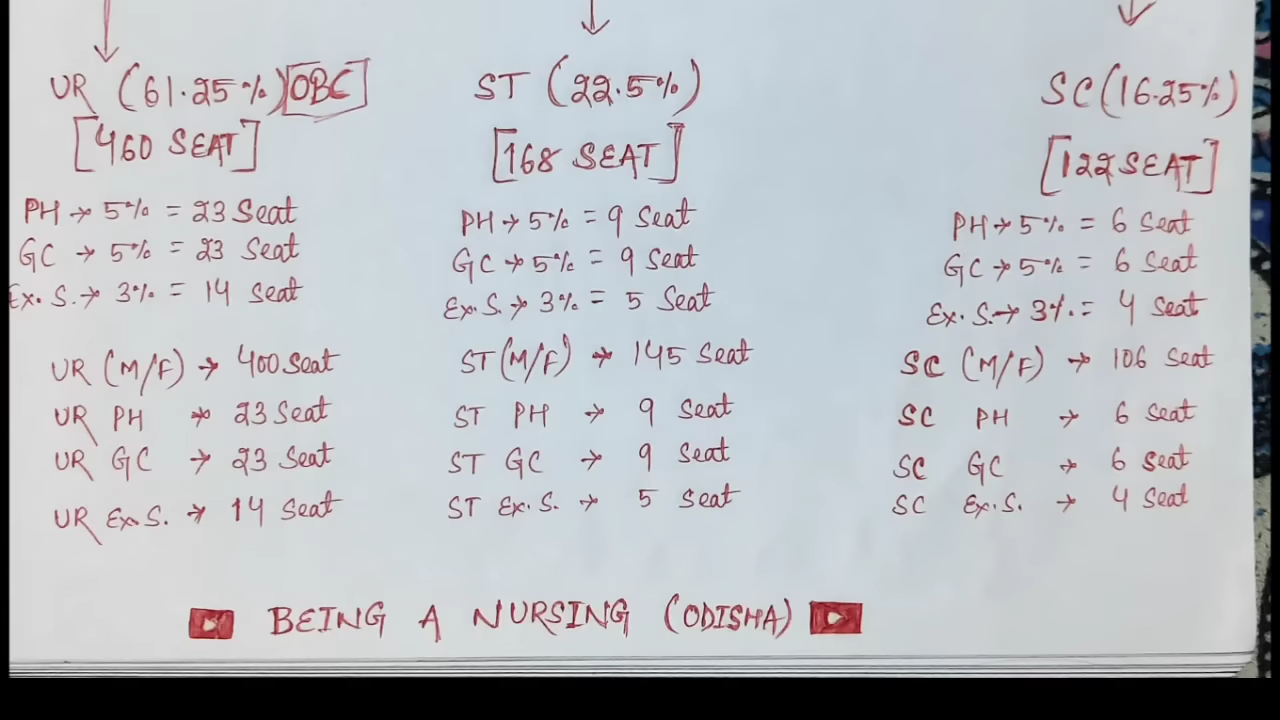 UR (61.25%) OBC
[460 SEAT]
PH → 5% = 23 Seat
GC → 5% = 23 Seat
Ex. S. → 3% = 14 Seat
UR (M/F) → 400 Seat
UR PH → 23 Seat
UR GC → 23 Seat
UR Ex. S. → 14 Seat
ST (22.5%)
[168 SEAT]
PH → 5% = 9 Seat
GC → 5% = 9 Seat
Ex. S. → 3% = 5 Seat
ST (M/F) → 145 Seat
ST PH → 9 Seat
ST GC → 9 Seat
ST Ex. S. → 5 Seat
SC (16.25%)
[122 SEAT]
PH → 5% = 6 Seat
GC → 5% = 6 Seat
Ex. S. → 3% = 4 Seat
SC (M/F) → 106 Seat
SC PH → 6 Seat
SC GC → 6 Seat
SC Ex. S. → 4 Seat
BEING A NURSING (ODISHA)